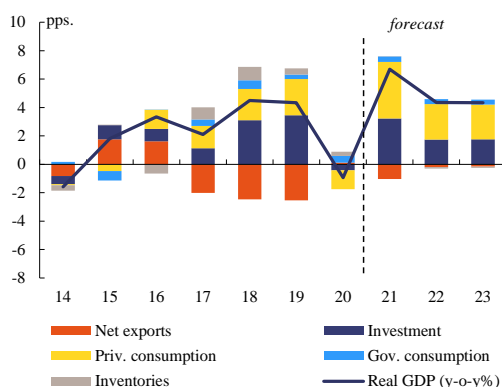 10 pps. forecast
8
6
4
2
0
-2
-4
-6
-8
14 15 16 17 18 19 20 21 22 23
Net exports Investment
Priv. consumption Gov. consumption
Inventories Real GDP (y-o-y%)